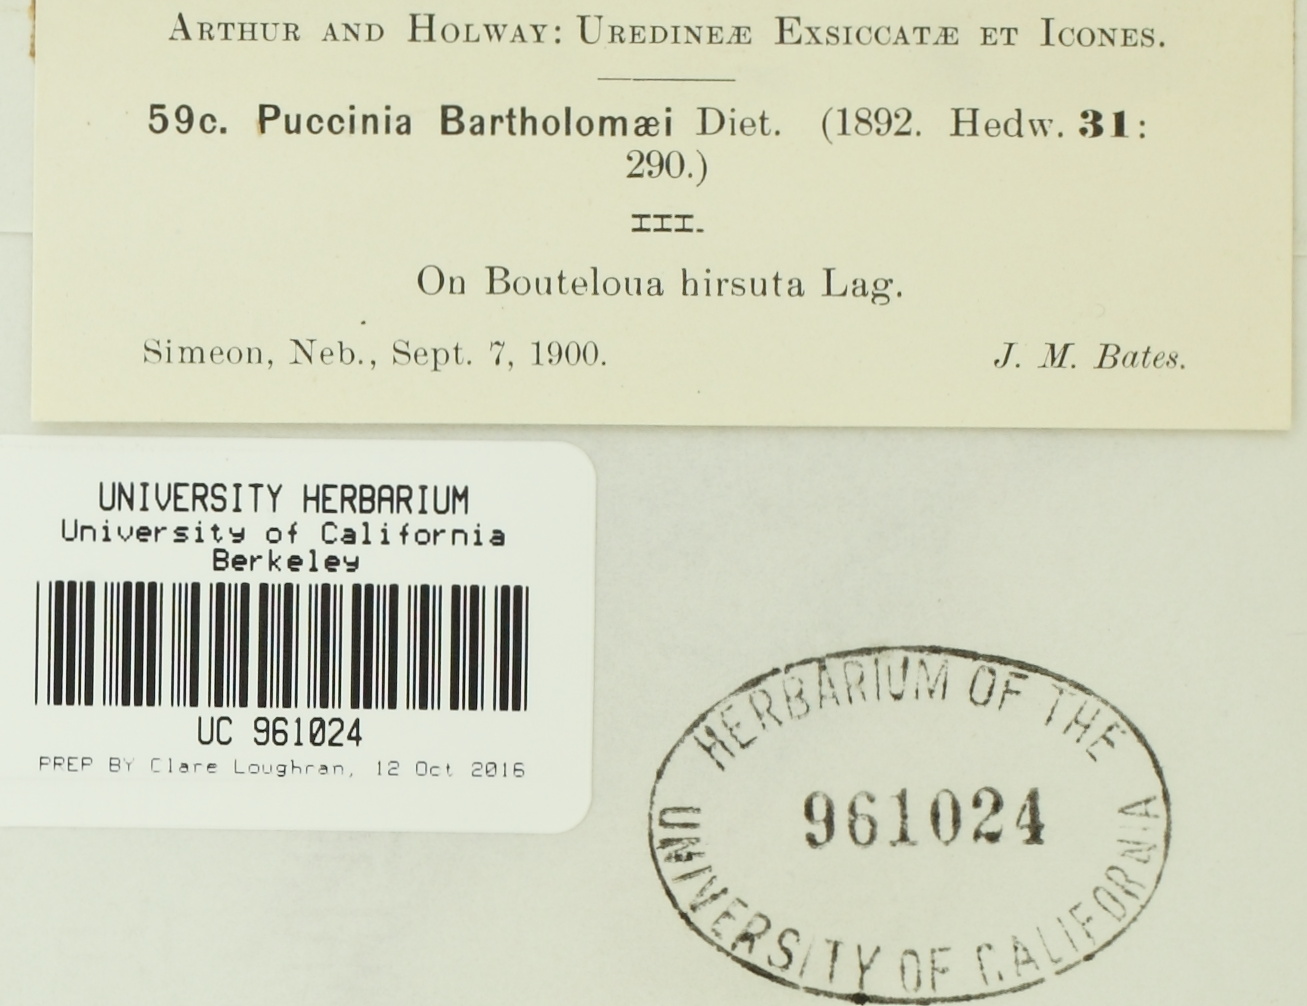 ARTHUR AND HOLWAY: UREDINEÆ EXSICCATÆ ET ICONES.
59c. Puccinia Bartholomæi Diet. (1892. Hedw. 31:
290.)
III.
On Bouteloua hirsuta Lag.
Simeon, Neb., Sept. 7, 1900. J. M. Bates.
UNIVERSITY HERBARIUM
University of California
Berkeley
UC 961024
PREP BY Clare Loughran, 12 Oct 2016
HERBARIUM OF THE
961024
UNIVERSITY OF CALIFORNIA